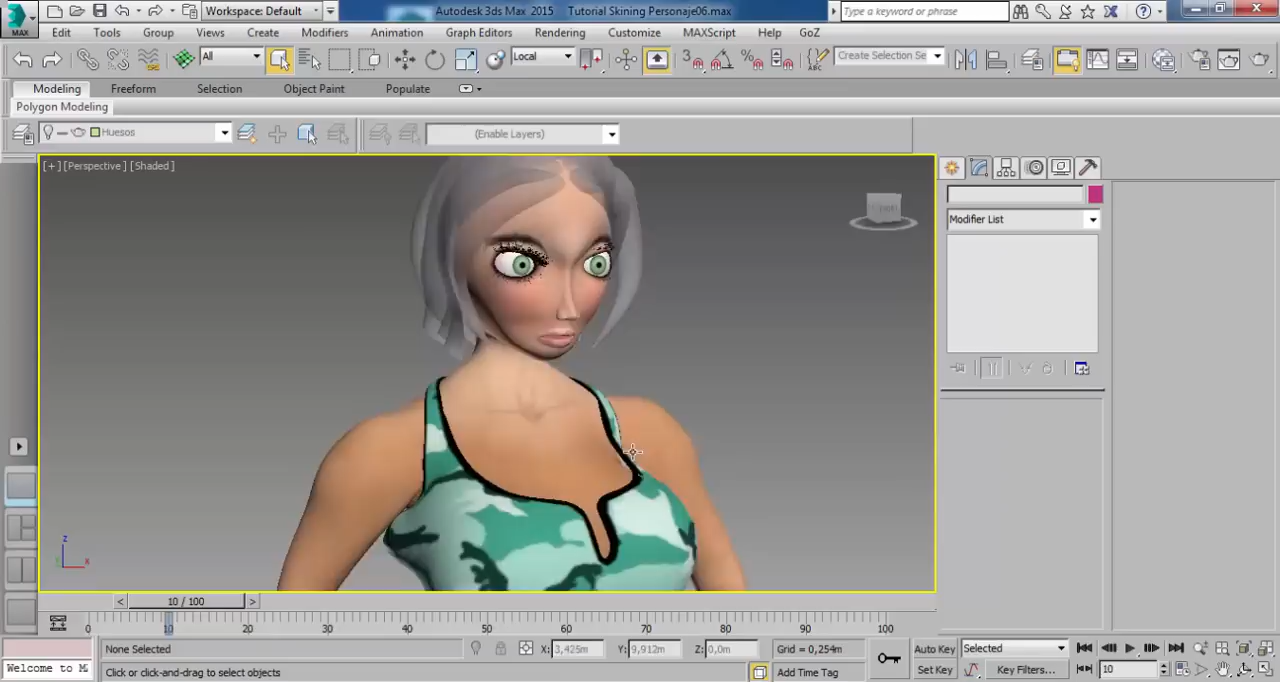 MAX
Workspace: Default
Autodesk 3ds Max 2015 Tutorial Skining Personaje06.max
Type a keyword or phrase
Edit Tools Group Views Create Modifiers Animation Graph Editors Rendering Customize MAXScript Help GoZ
All
Local
3
Create Selection Se
Modeling Freeform Selection Object Paint Populate
Polygon Modeling
Huesos
(Enable Layers)
[+] [Perspective] [Shaded]
Modifier List
z
x
< 10 / 100 >
0 20 30 40 50 60 70 80 90 100
None Selected
X: 3,425m Y: 9,912m Z: 0,0m
Grid = 0,254m
Auto Key
Selected
Welcome to M
Click or click-and-drag to select objects
Add Time Tag
Set Key
Key Filters...
10